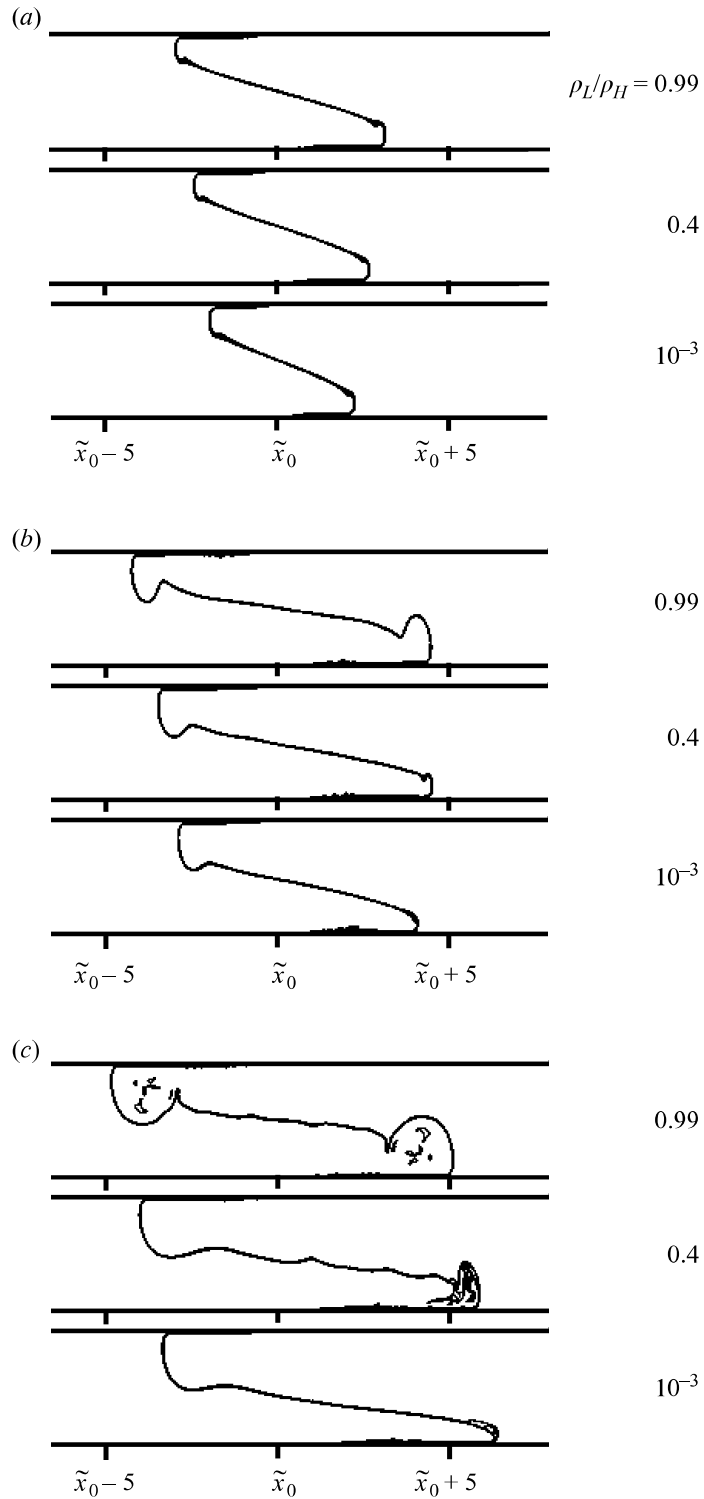 (a)
ρL/ρH = 0.99
0.4
10⁻³
x̃0 – 5 x̃0 x̃0 + 5
(b)
0.99
0.4
10⁻³
x̃0 – 5 x̃0 x̃0 + 5
(c)
0.99
0.4
10⁻³
x̃0 – 5 x̃0 x̃0 + 5